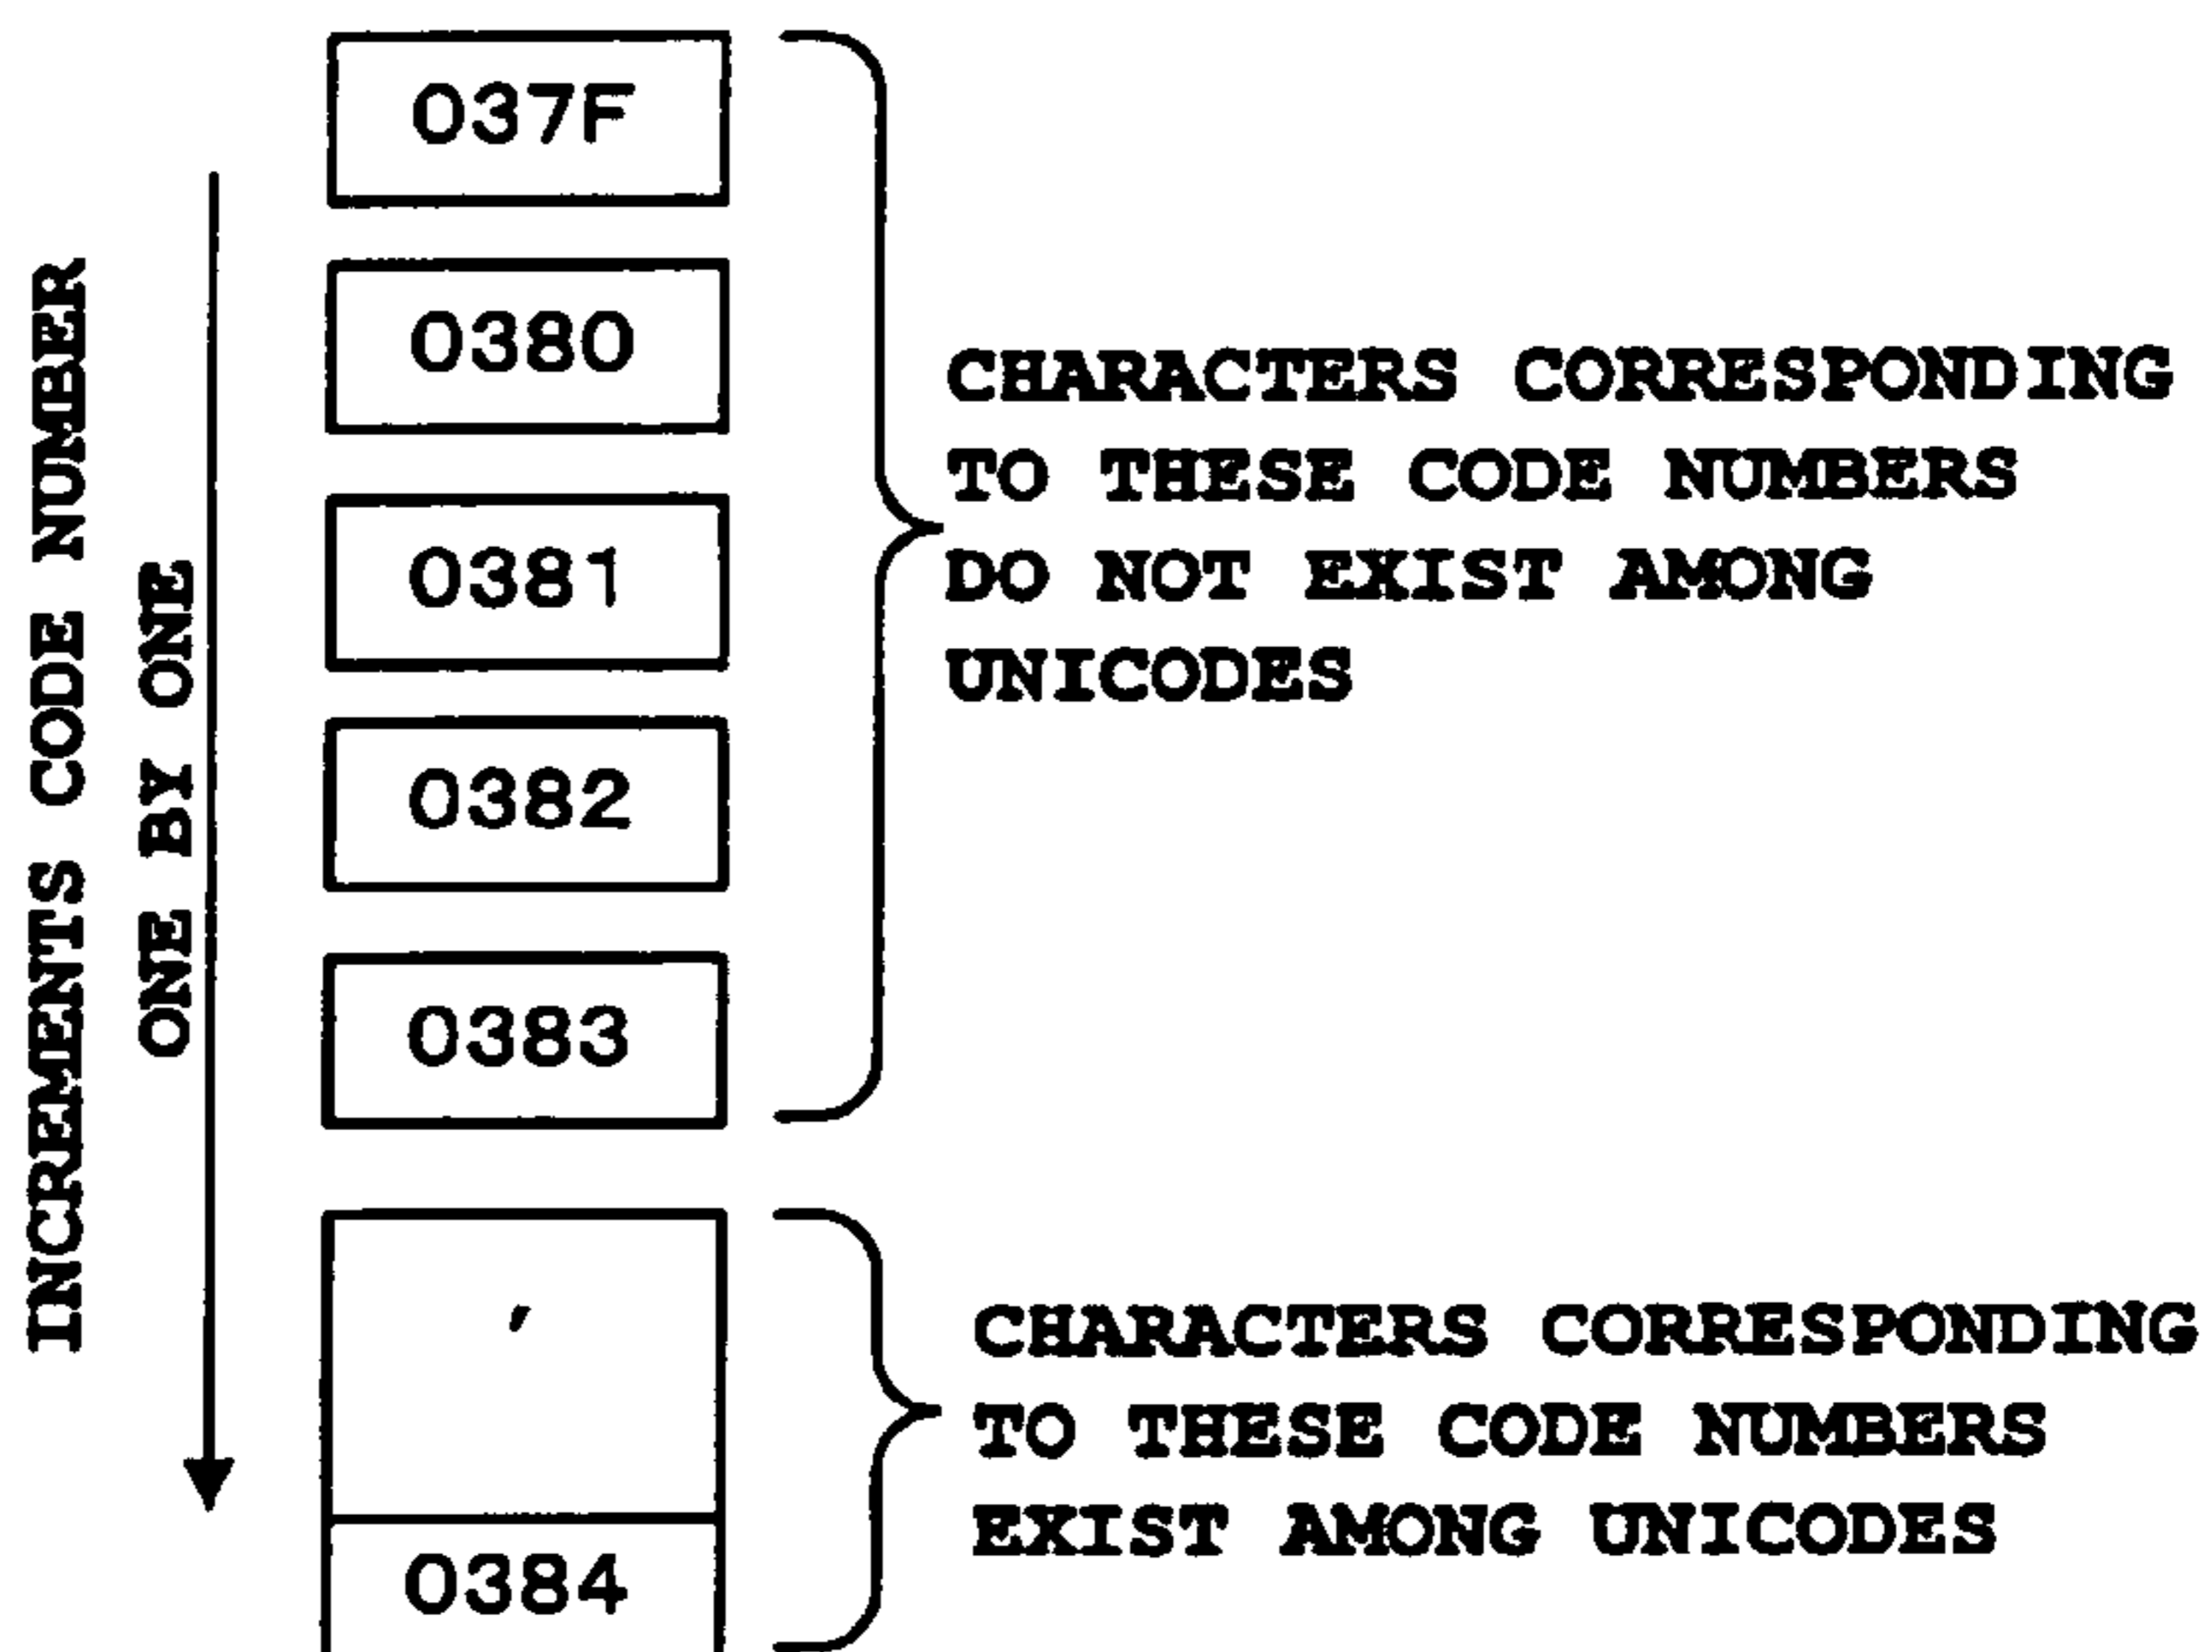 INCREMENTS CODE NUMBER
ONE BY ONE
037F
0380
0381
0382
0383
CHARACTERS CORRESPONDING
TO THESE CODE NUMBERS
DO NOT EXIST AMONG
UNICODES
΄
0384
CHARACTERS CORRESPONDING
TO THESE CODE NUMBERS
EXIST AMONG UNICODES